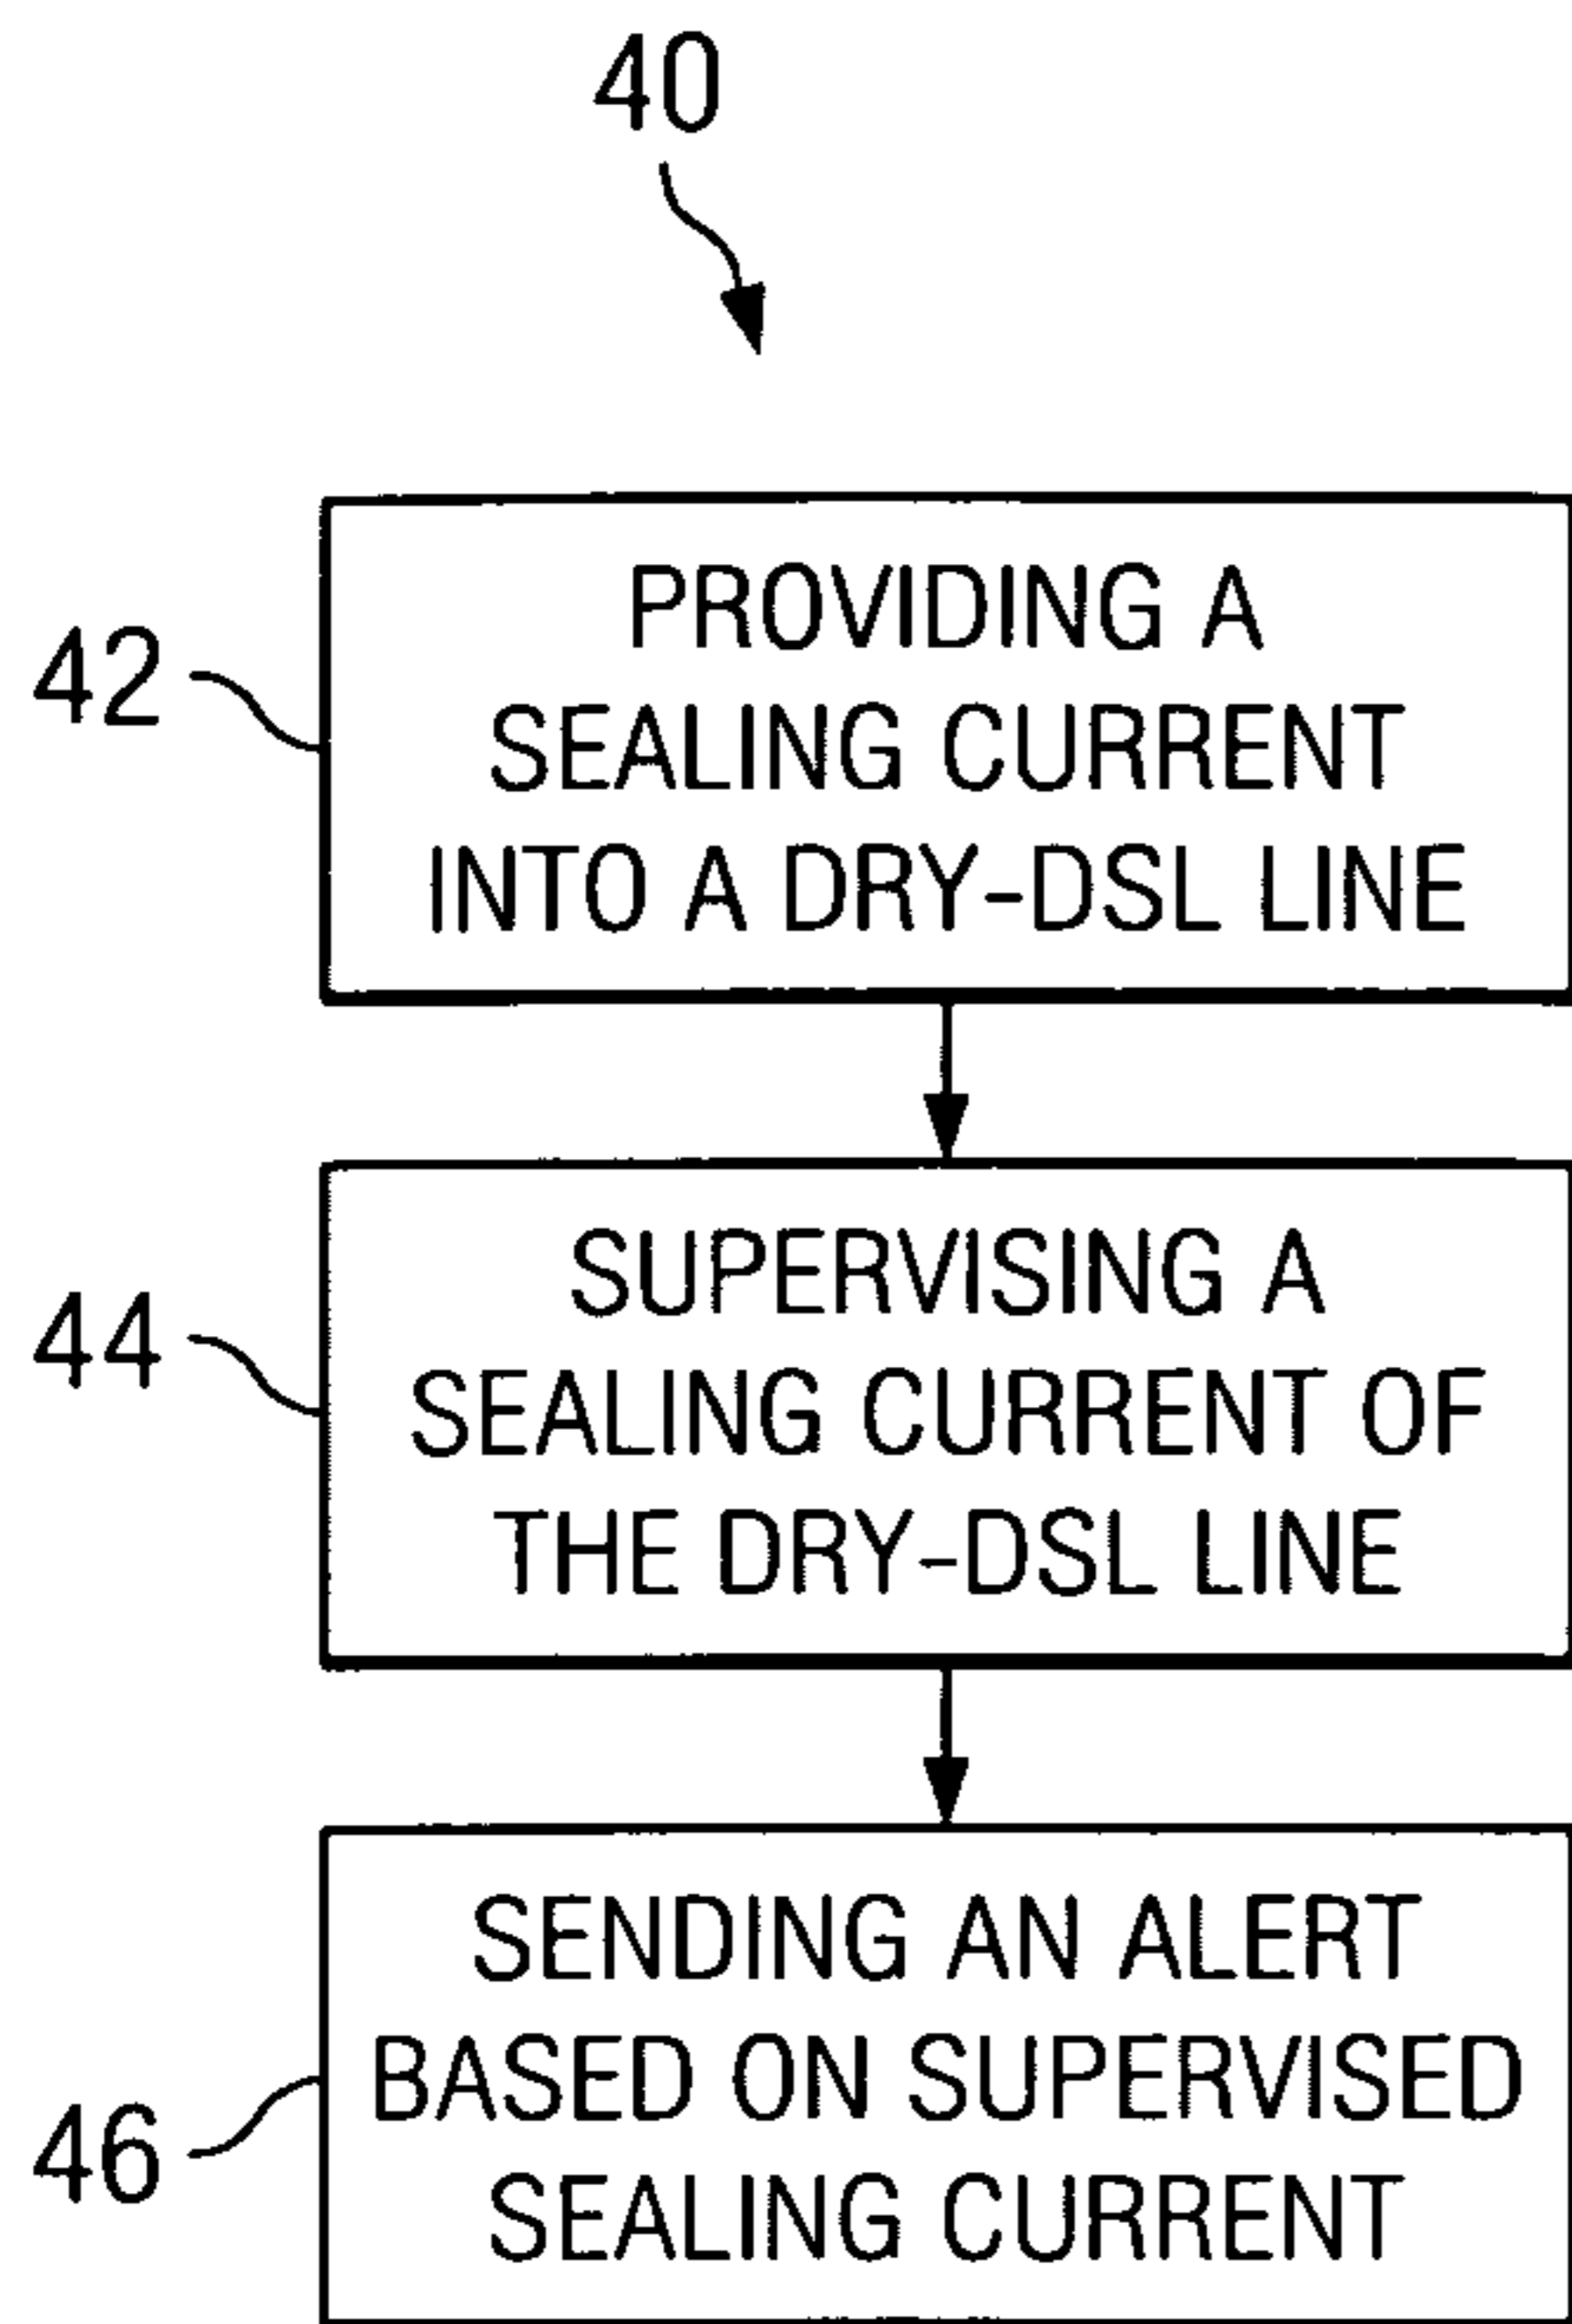 40
42
PROVIDING A
SEALING CURRENT
INTO A DRY-DSL LINE
44
SUPERVISING A
SEALING CURRENT OF
THE DRY-DSL LINE
46
SENDING AN ALERT
BASED ON SUPERVISED
SEALING CURRENT